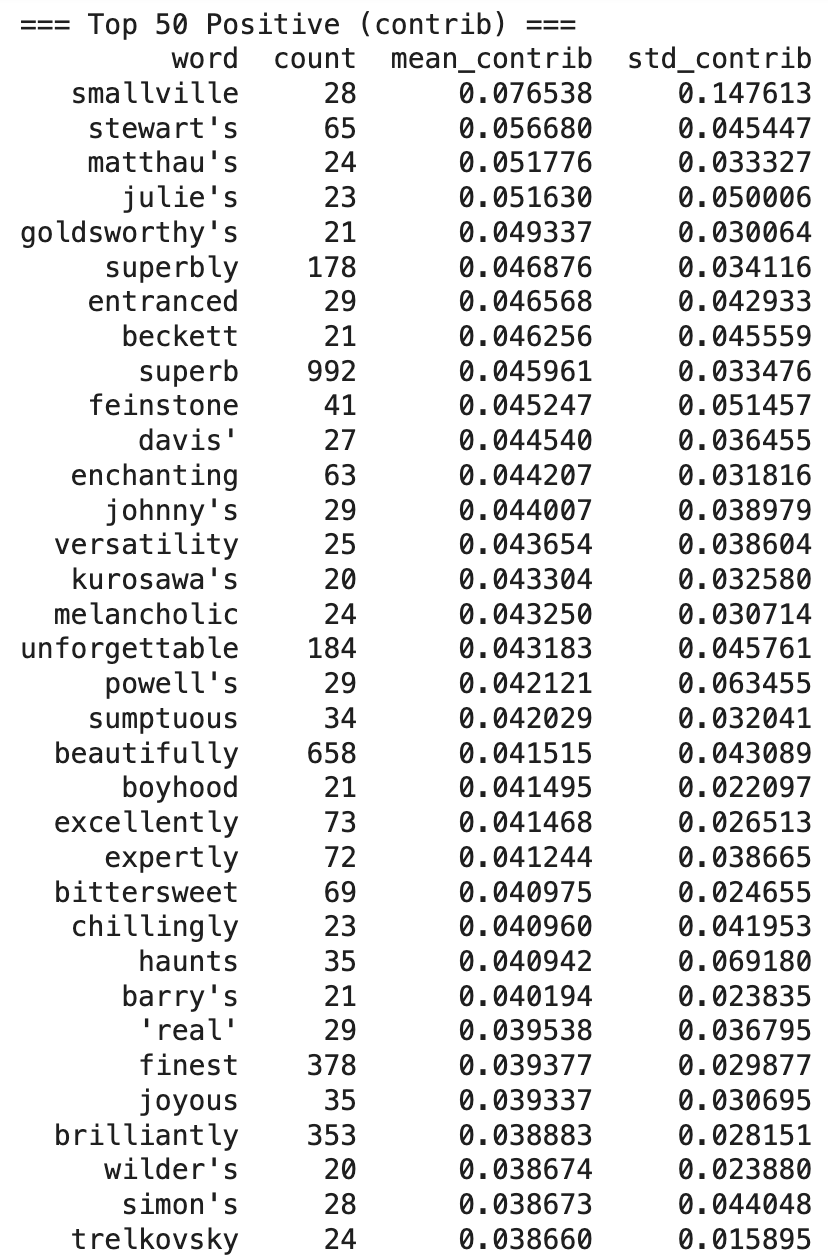 === Top 50 Positive (contrib) ===
word count mean_contrib std_contrib
smallville 28 0.076538 0.147613
stewart's 65 0.056680 0.045447
matthau's 24 0.051776 0.033327
julie's 23 0.051630 0.050006
goldsworthy's 21 0.049337 0.030064
superbly 178 0.046876 0.034116
entranced 29 0.046568 0.042933
beckett 21 0.046256 0.045559
superb 992 0.045961 0.033476
feinstone 41 0.045247 0.051457
davis' 27 0.044540 0.036455
enchanting 63 0.044207 0.031816
johnny's 29 0.044007 0.038979
versatility 25 0.043654 0.038604
kurosawa's 20 0.043304 0.032580
melancholic 24 0.043250 0.030714
unforgettable 184 0.043183 0.045761
powell's 29 0.042121 0.063455
sumptuous 34 0.042029 0.032041
beautifully 658 0.041515 0.043089
boyhood 21 0.041495 0.022097
excellently 73 0.041468 0.026513
expertly 72 0.041244 0.038665
bittersweet 69 0.040975 0.024655
chillingly 23 0.040960 0.041953
haunts 35 0.040942 0.069180
barry's 21 0.040194 0.023835
'real' 29 0.039538 0.036795
finest 378 0.039377 0.029877
joyous 35 0.039337 0.030695
brilliantly 353 0.038883 0.028151
wilder's 20 0.038674 0.023880
simon's 28 0.038673 0.044048
trelkovsky 24 0.038660 0.015895